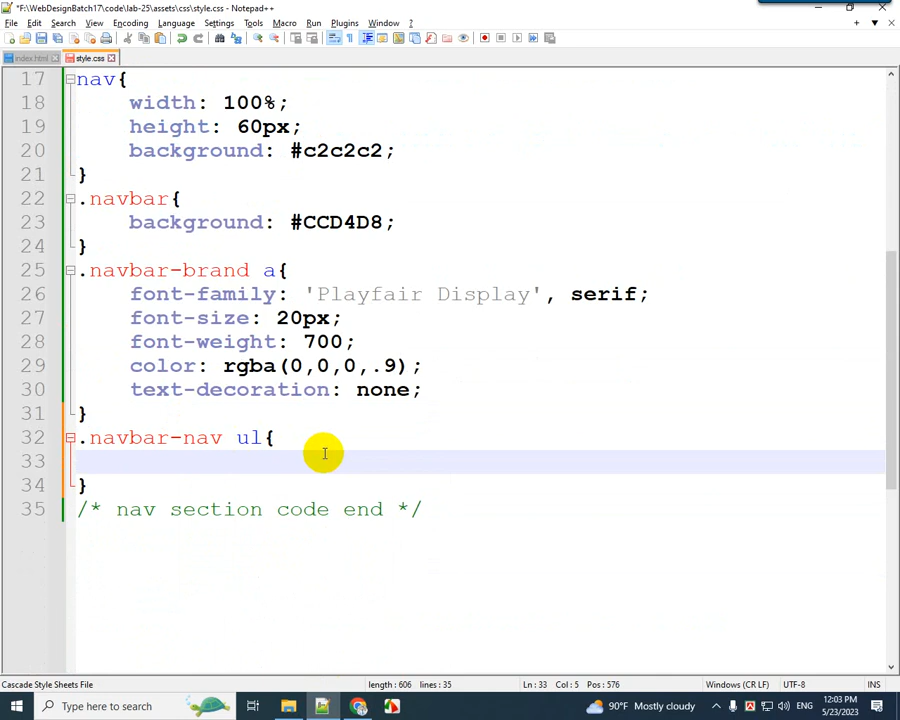 *F:\WebDesignBatch17\code\lab-25\assets\css\style.css - Notepad++
File Edit Search View Encoding Language Settings Tools Macro Run Plugins Window ?
index.html style.css
17 nav{
18 width: 100%;
19 height: 60px;
20 background: #c2c2c2;
21 }
22 .navbar{
23 background: #CCD4D8;
24 }
25 .navbar-brand a{
26 font-family: 'Playfair Display', serif;
27 font-size: 20px;
28 font-weight: 700;
29 color: rgba(0,0,0,.9);
30 text-decoration: none;
31 }
32 .navbar-nav ul{
33
34 }
35 /* nav section code end */
Cascade Style Sheets File length : 606 lines : 35 Ln : 33 Col : 5 Pos : 576 Windows (CR LF) UTF-8 INS
Type here to search 90°F Mostly cloudy ENG 12:03 PM
5/23/2023